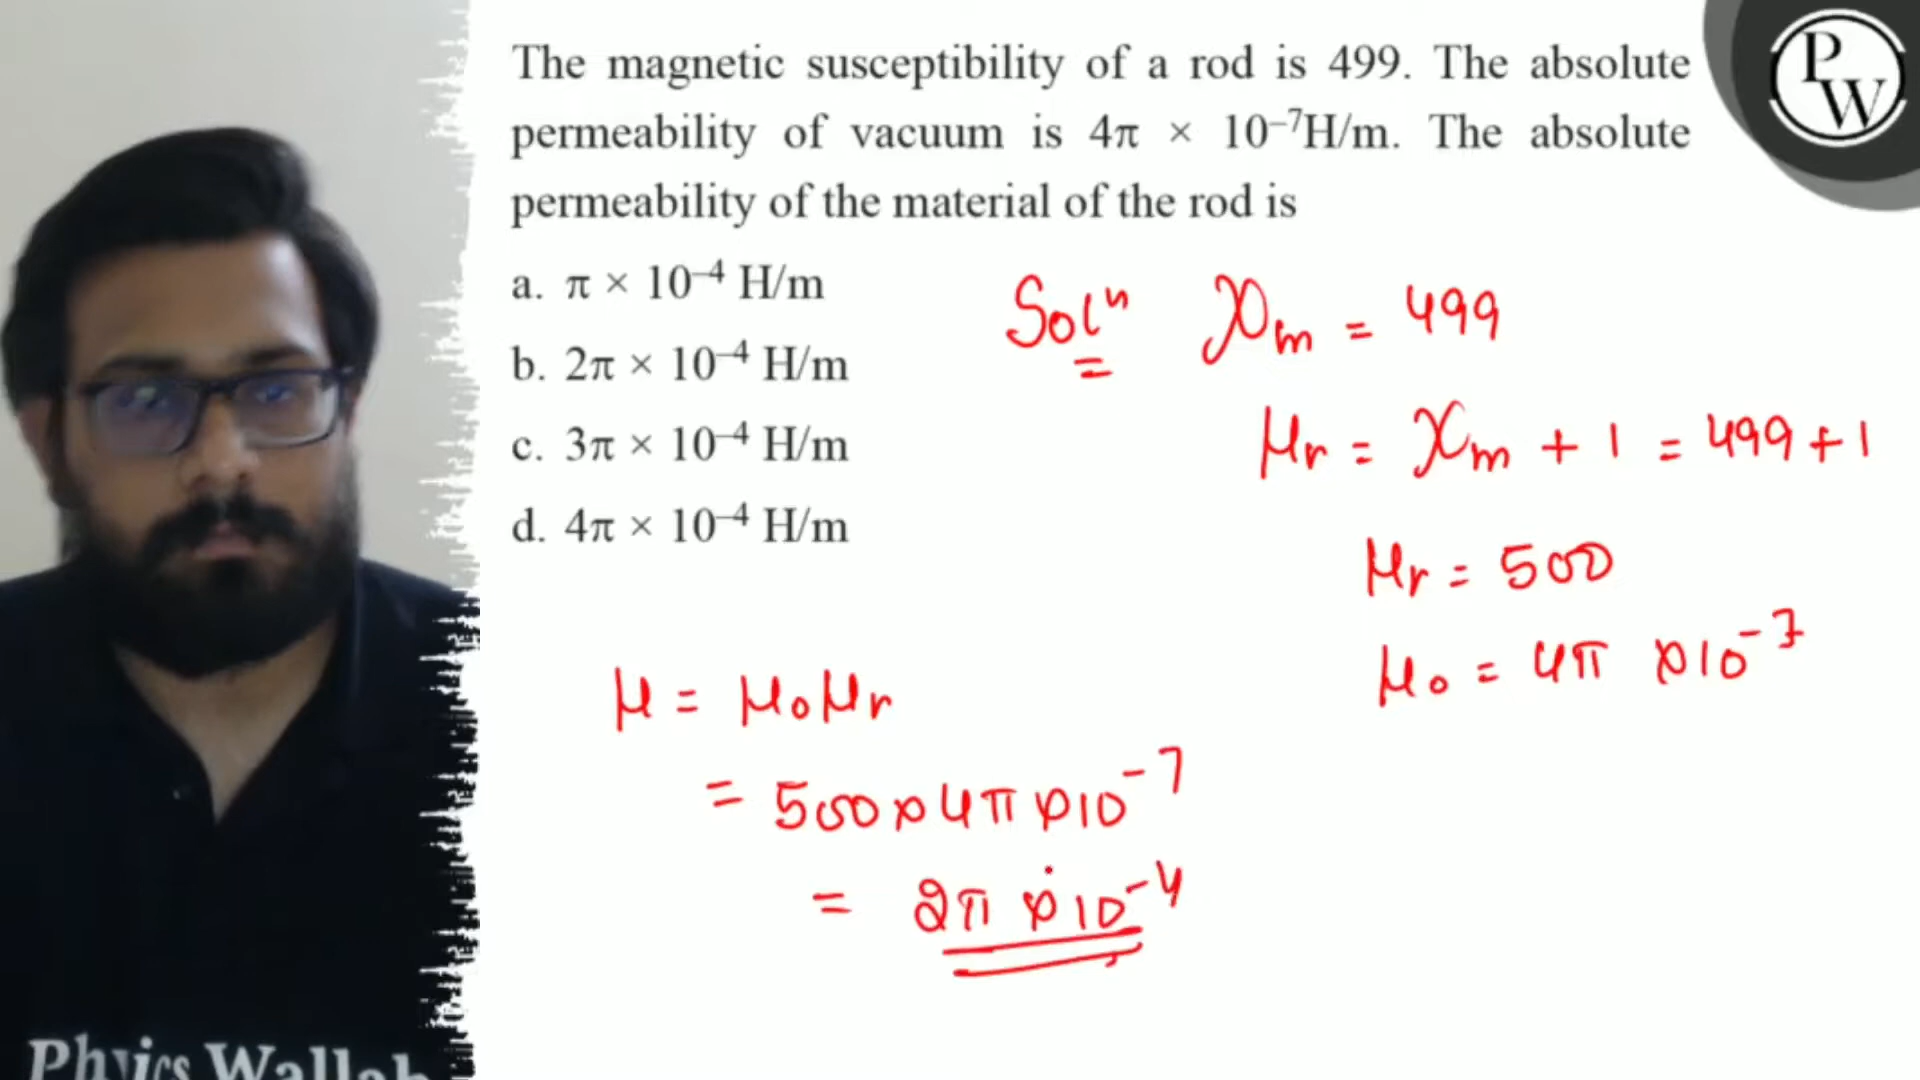 The magnetic susceptibility of a rod is 499. The absolute
permeability of vacuum is 4π × 10⁻⁷H/m. The absolute
permeability of the material of the rod is
a. π × 10⁻⁴ H/m
b. 2π × 10⁻⁴ H/m
c. 3π × 10⁻⁴ H/m
d. 4π × 10⁻⁴ H/m
Solⁿ χm = 499
μr = χm + 1 = 499 + 1
μr = 500
μ₀ = 4π × 10⁻⁷
μ = μ₀μr
= 500 × 4π × 10⁻⁷
= 2π × 10⁻⁴
PW
Physics Wallah